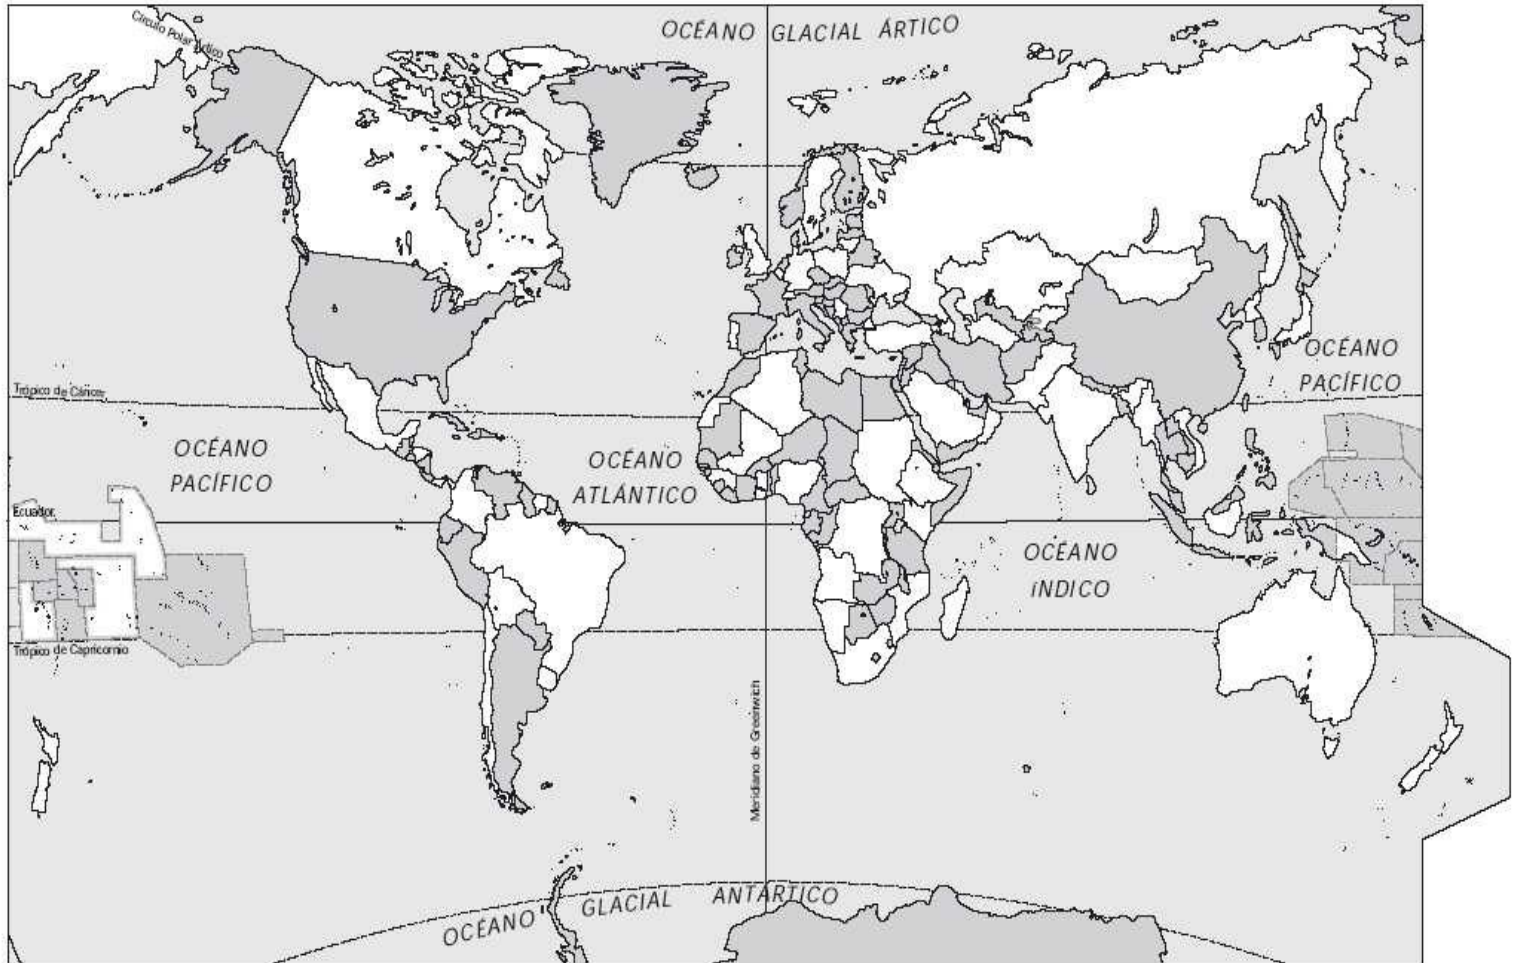 Círculo Polar Ártico
OCÉANO GLACIAL ÁRTICO
OCÉANO
PACÍFICO
Trópico de Cáncer
OCÉANO
PACÍFICO
OCÉANO
ATLÁNTICO
Ecuador
OCÉANO
íNDICO
Trópico de Capricornio
Meridiano de Greenwich
OCÉANO GLACIAL ANTÁRTICO